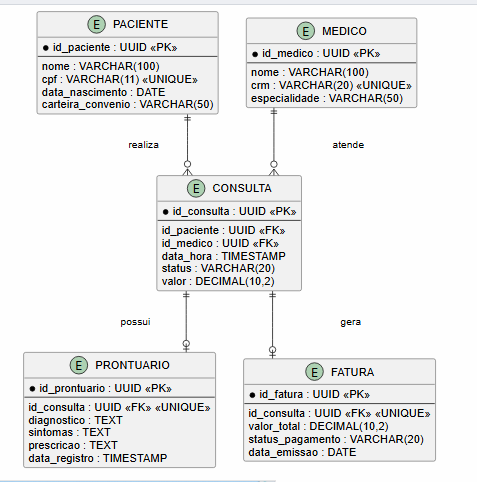 E PACIENTE
id_paciente : UUID «PK»
nome : VARCHAR(100)
cpf : VARCHAR(11) «UNIQUE»
data_nascimento : DATE
carteira_convenio : VARCHAR(50)
E MEDICO
id_medico : UUID «PK»
nome : VARCHAR(100)
crm : VARCHAR(20) «UNIQUE»
especialidade : VARCHAR(50)
realiza
atende
E CONSULTA
id_consulta : UUID «PK»
id_paciente : UUID «FK»
id_medico : UUID «FK»
data_hora : TIMESTAMP
status : VARCHAR(20)
valor : DECIMAL(10,2)
possui
gera
E PRONTUARIO
id_prontuario : UUID «PK»
id_consulta : UUID «FK» «UNIQUE»
diagnostico : TEXT
sintomas : TEXT
prescricao : TEXT
data_registro : TIMESTAMP
E FATURA
id_fatura : UUID «PK»
id_consulta : UUID «FK» «UNIQUE»
valor_total : DECIMAL(10,2)
status_pagamento : VARCHAR(20)
data_emissao : DATE